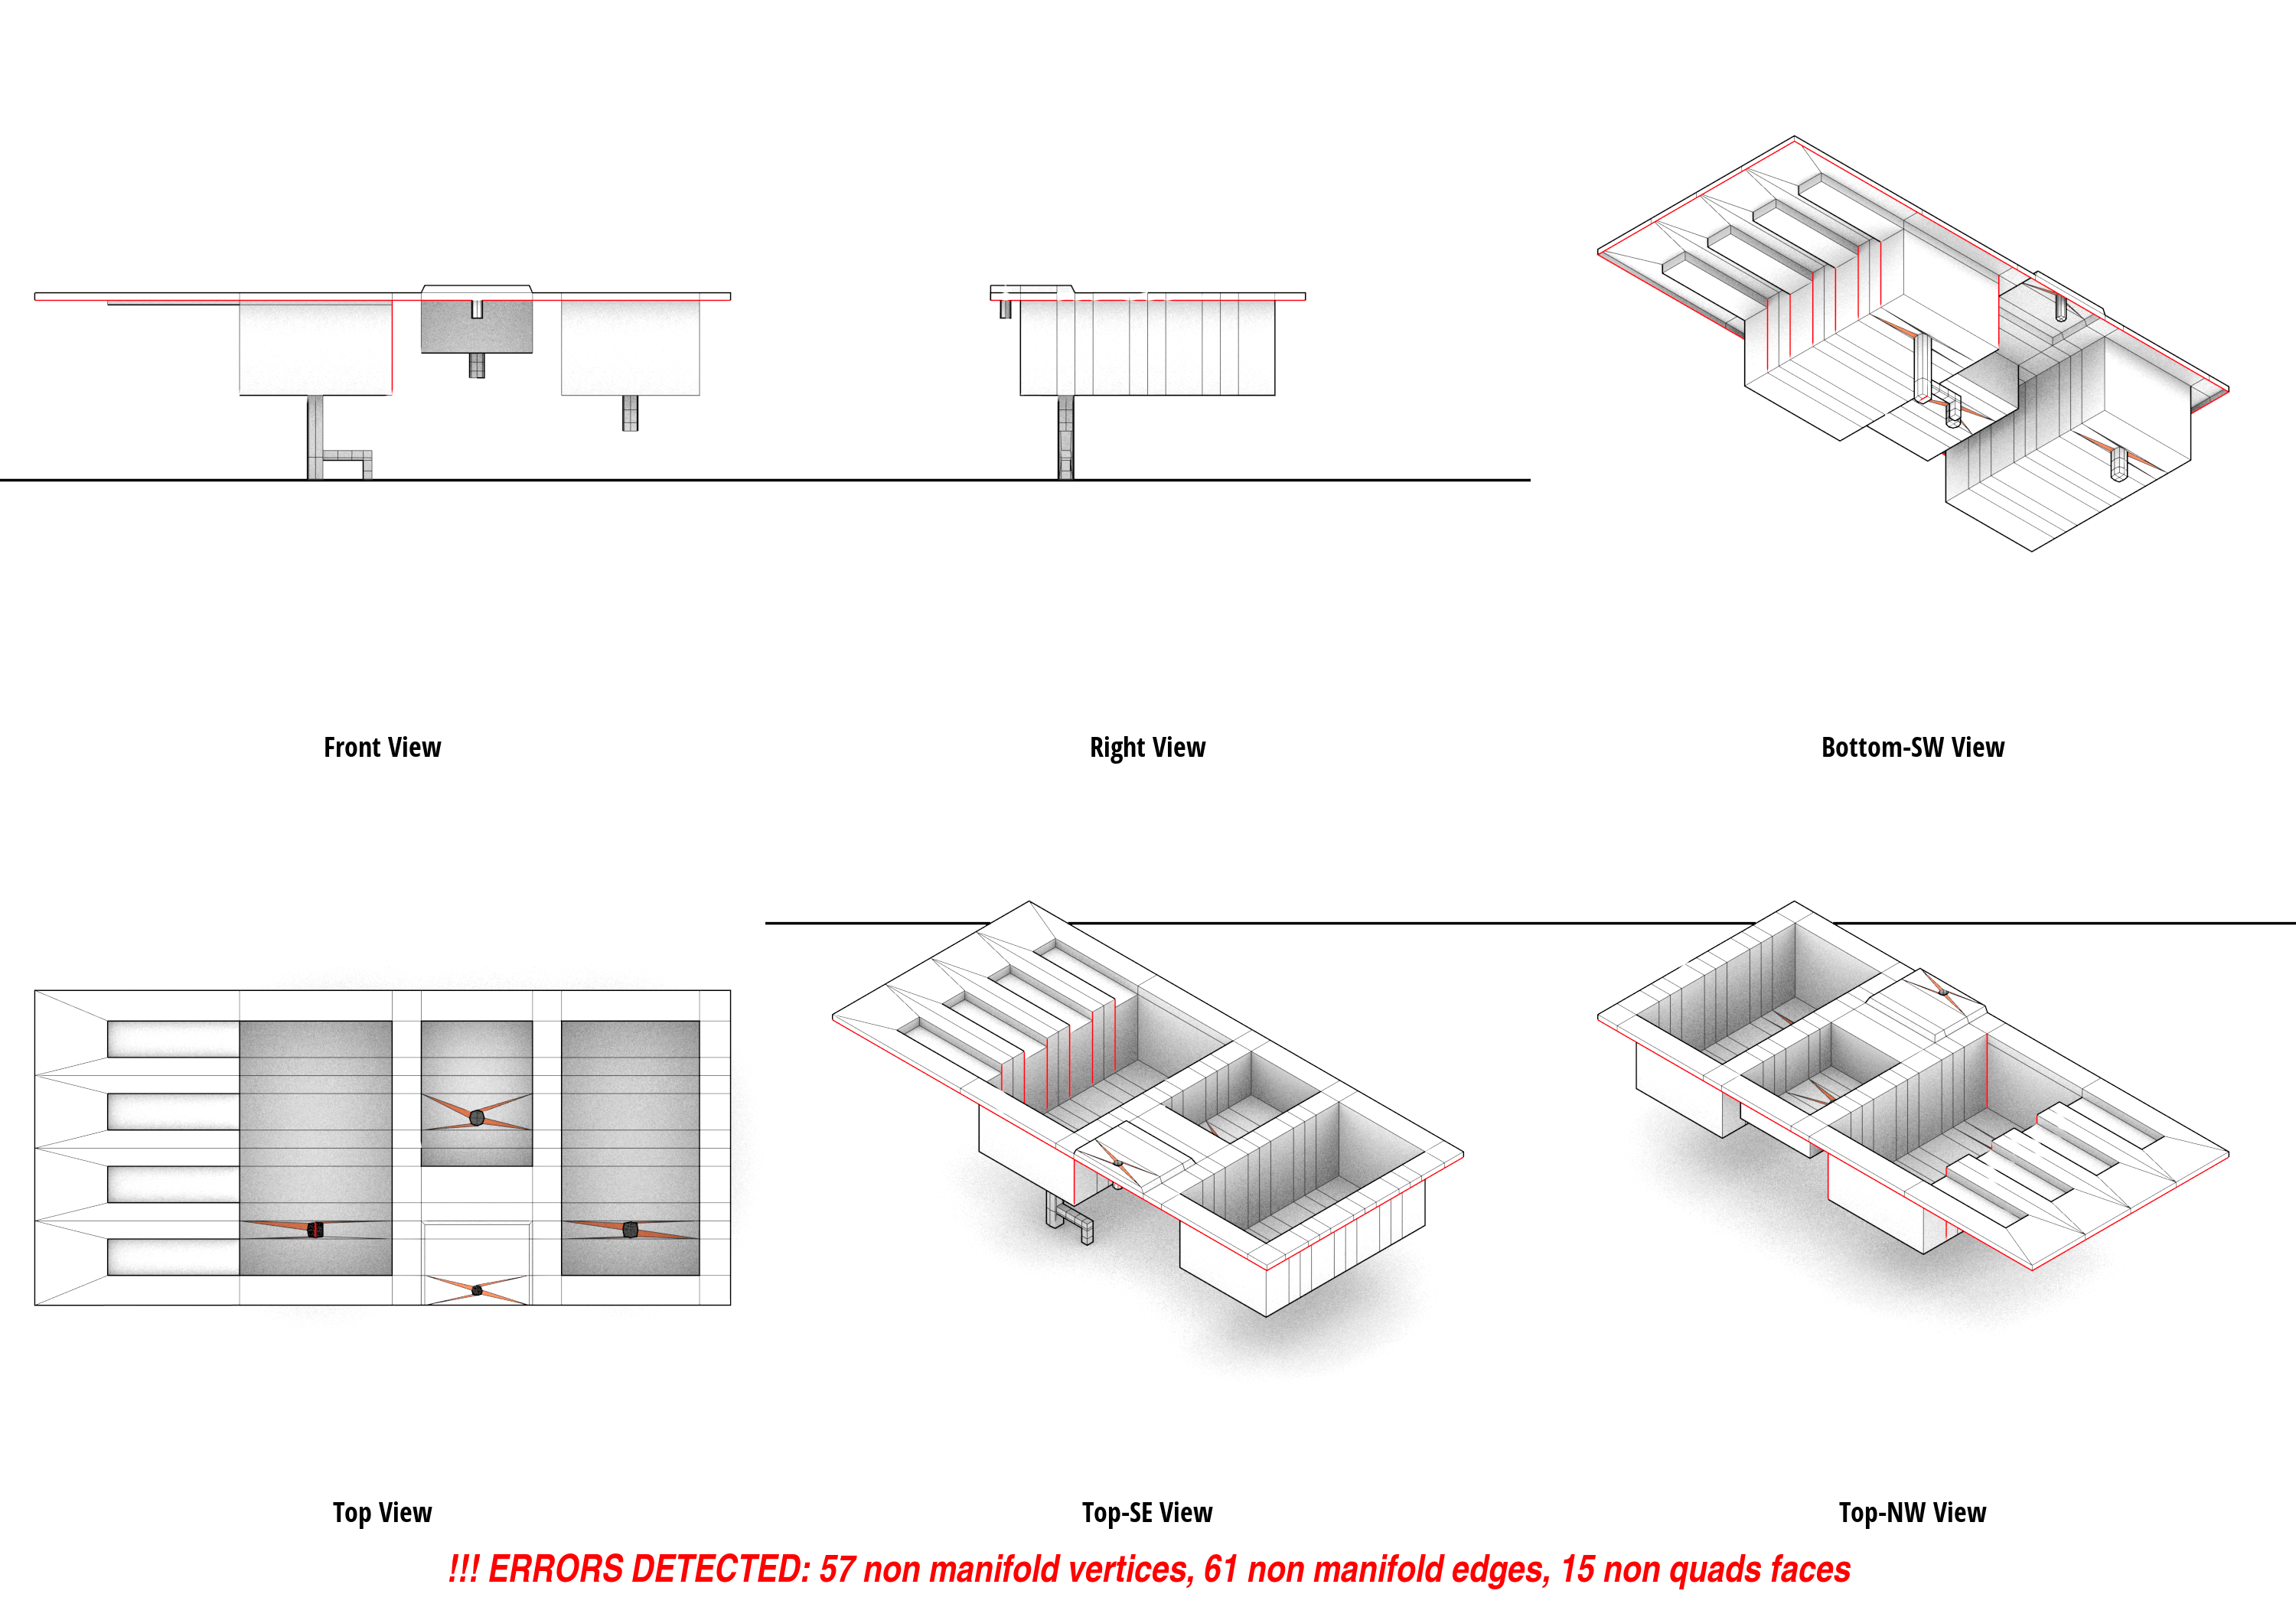 Front View
Right View
Bottom-SW View
Top View
Top-SE View
Top-NW View
!!! ERRORS DETECTED: 57 non manifold vertices, 61 non manifold edges, 15 non quads faces